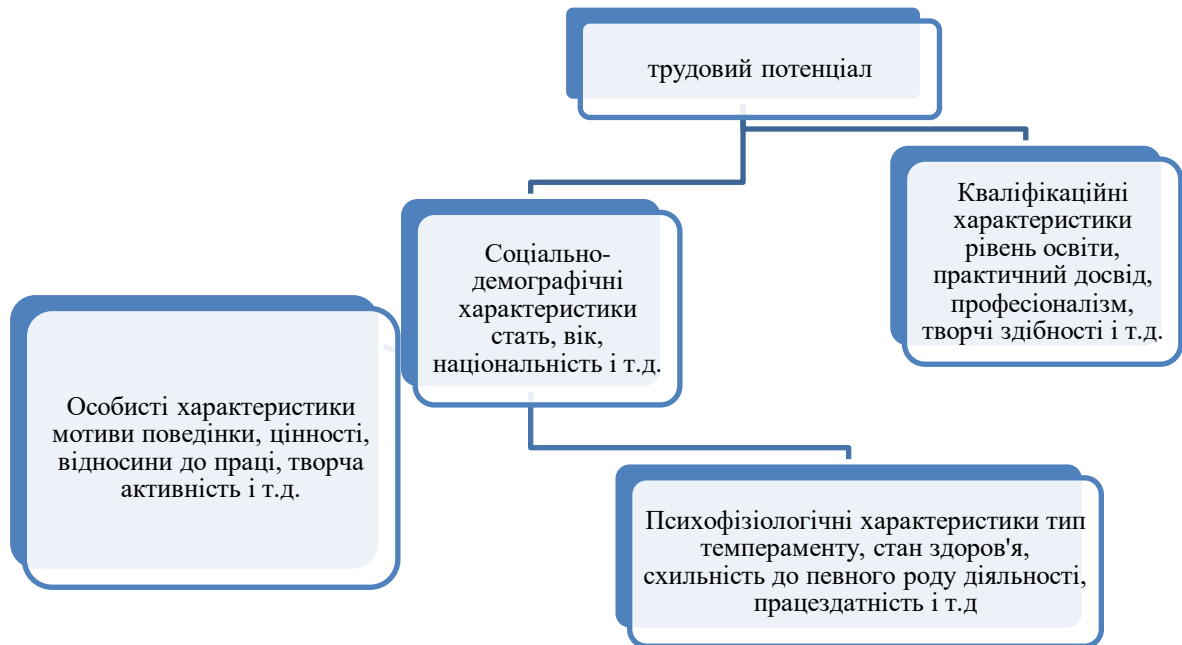 трудовий потенціал
Кваліфікаційні
характеристики
рівень освіти,
практичний досвід,
професіоналізм,
творчі здібності і т.д.
Соціально-
демографічні
характеристики
стать, вік,
національність і т.д.
Особисті характеристики
мотиви поведінки, цінності,
відносини до праці, творча
активність і т.д.
Психофізіологічні характеристики тип
темпераменту, стан здоров'я,
схильність до певного роду діяльності,
працездатність і т.д